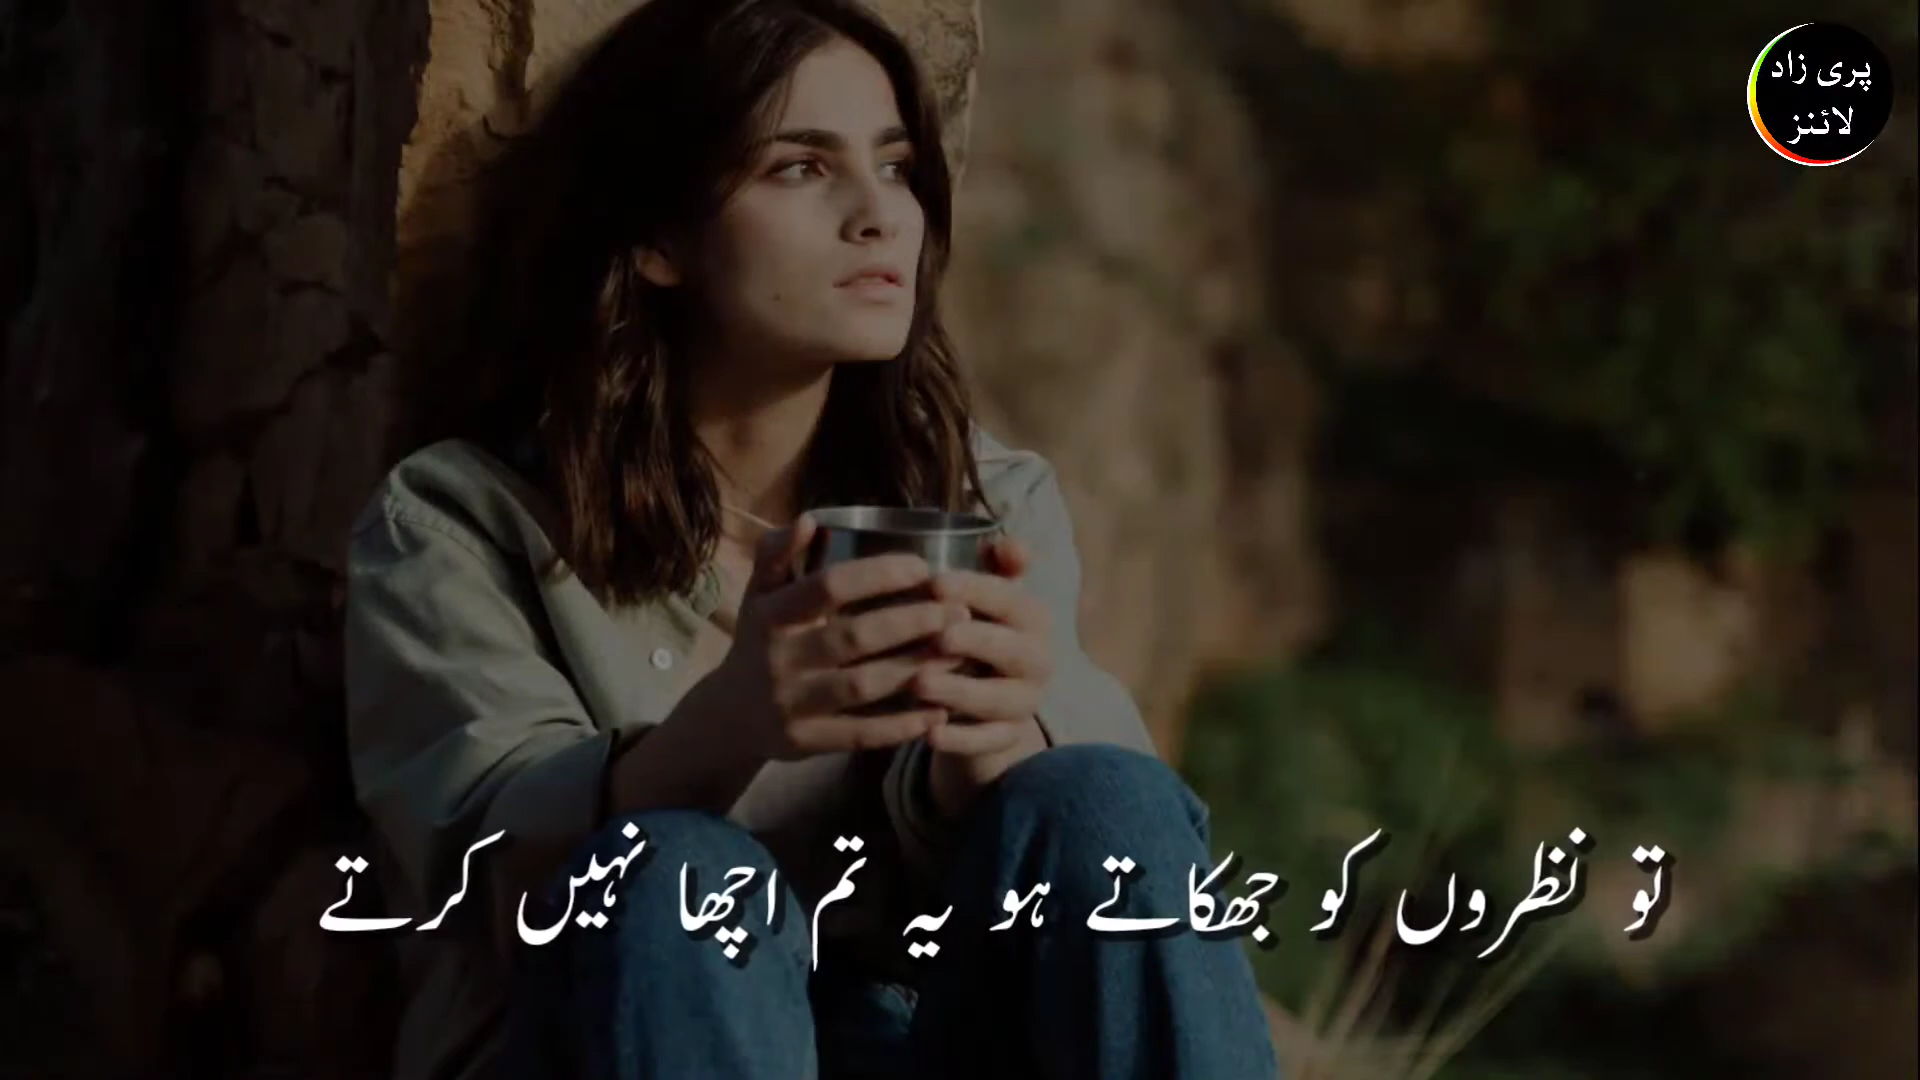 پری زاد
لائنز
تو نظروں کو جھکاتے ہو یہ تم اچھا نہیں کرتے